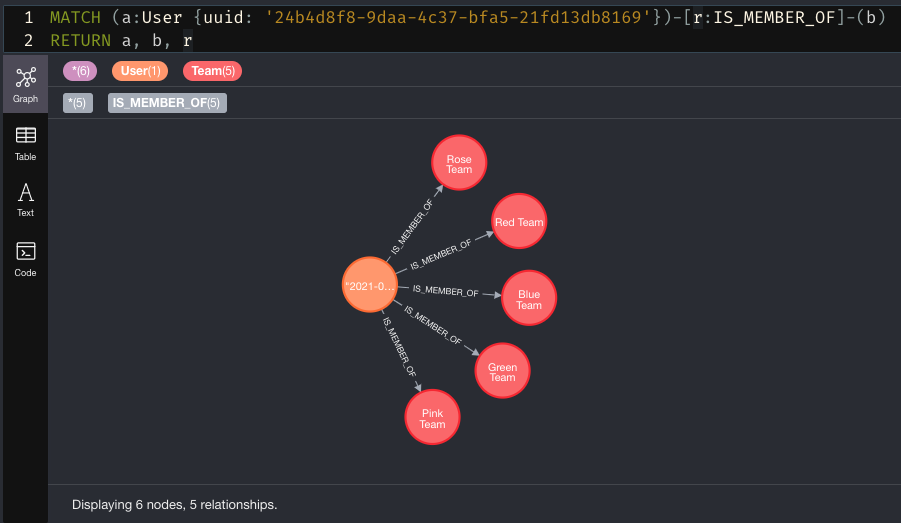 1 MATCH (a:User {uuid: '24b4d8f8-9daa-4c37-bfa5-21fd13db8169'})-[r:IS_MEMBER_OF]-(b)
2 RETURN a, b, r
Graph
*(6) User(1) Team(5)
*(5) IS_MEMBER_OF(5)
Table
Text
Code
Rose
Team
IS_MEMBER_OF
Red Team
IS_MEMBER_OF
"2021-0...
IS_MEMBER_OF
Blue
Team
IS_MEMBER_OF
Green
Team
IS_MEMBER_OF
Pink
Team
Displaying 6 nodes, 5 relationships.